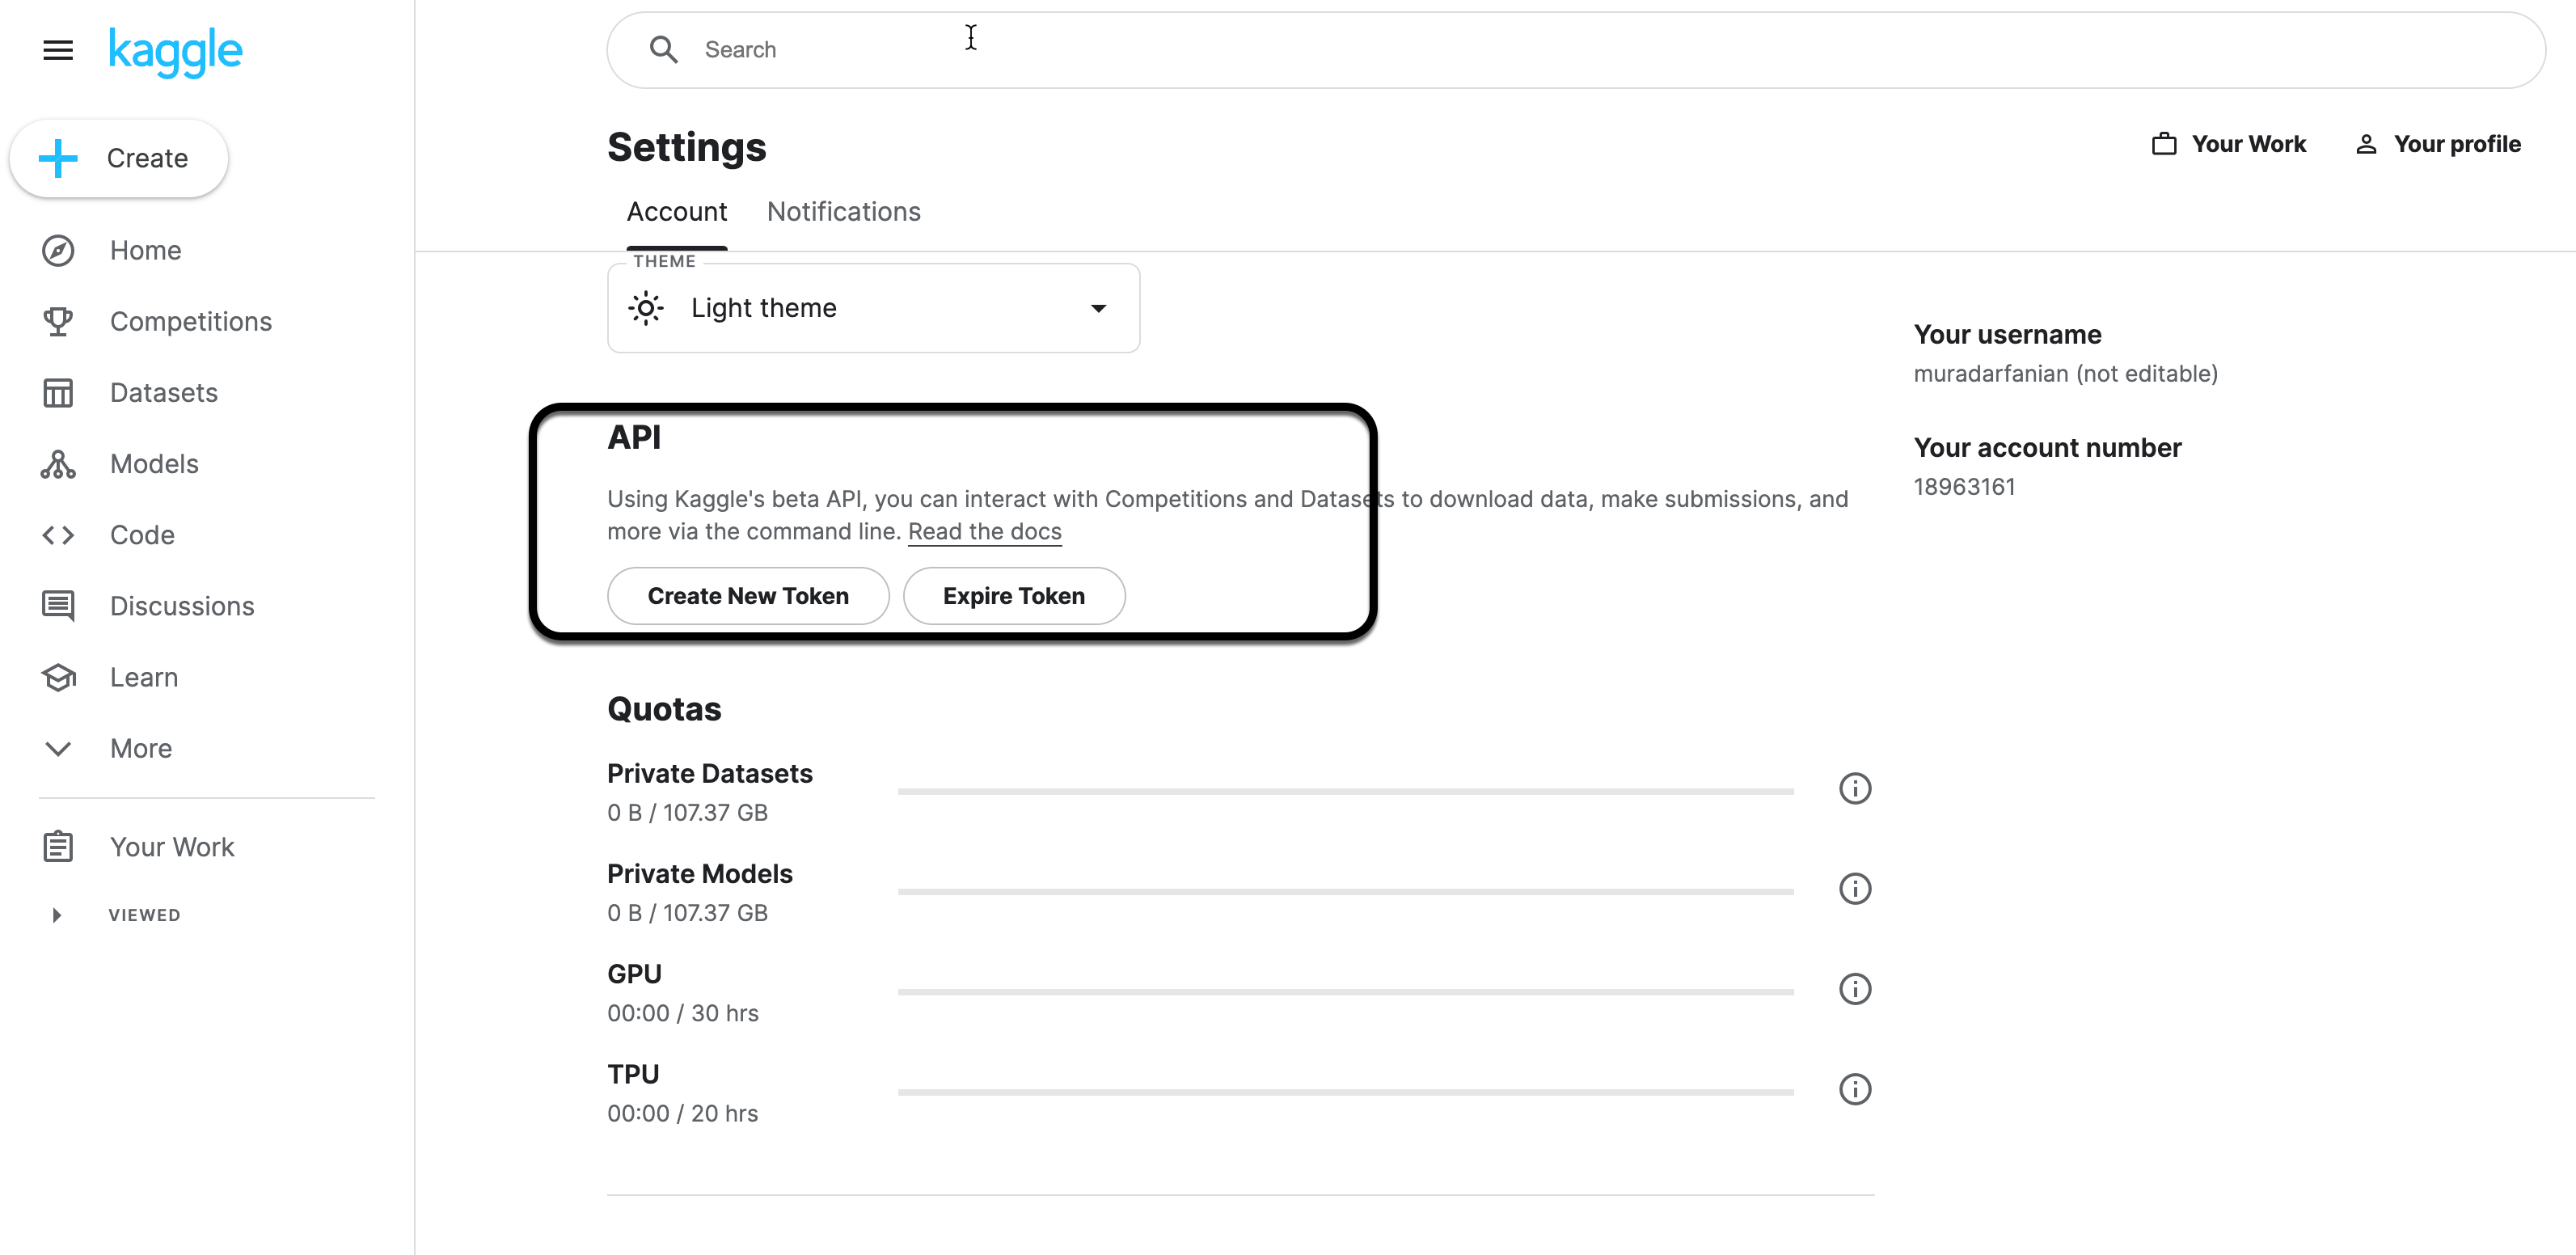 kaggle
Search
Create
Settings
Your Work
Your profile
Account
Notifications
Home
Competitions
Datasets
Models
Code
Discussions
Learn
More
Your Work
VIEWED
THEME
Light theme
API
Using Kaggle's beta API, you can interact with Competitions and Datasets to download data, make submissions, and
more via the command line. Read the docs
Create New Token
Expire Token
Quotas
Private Datasets
0 B / 107.37 GB
Private Models
0 B / 107.37 GB
GPU
00:00 / 30 hrs
TPU
00:00 / 20 hrs
Your username
muradarfanian (not editable)
Your account number
18963161